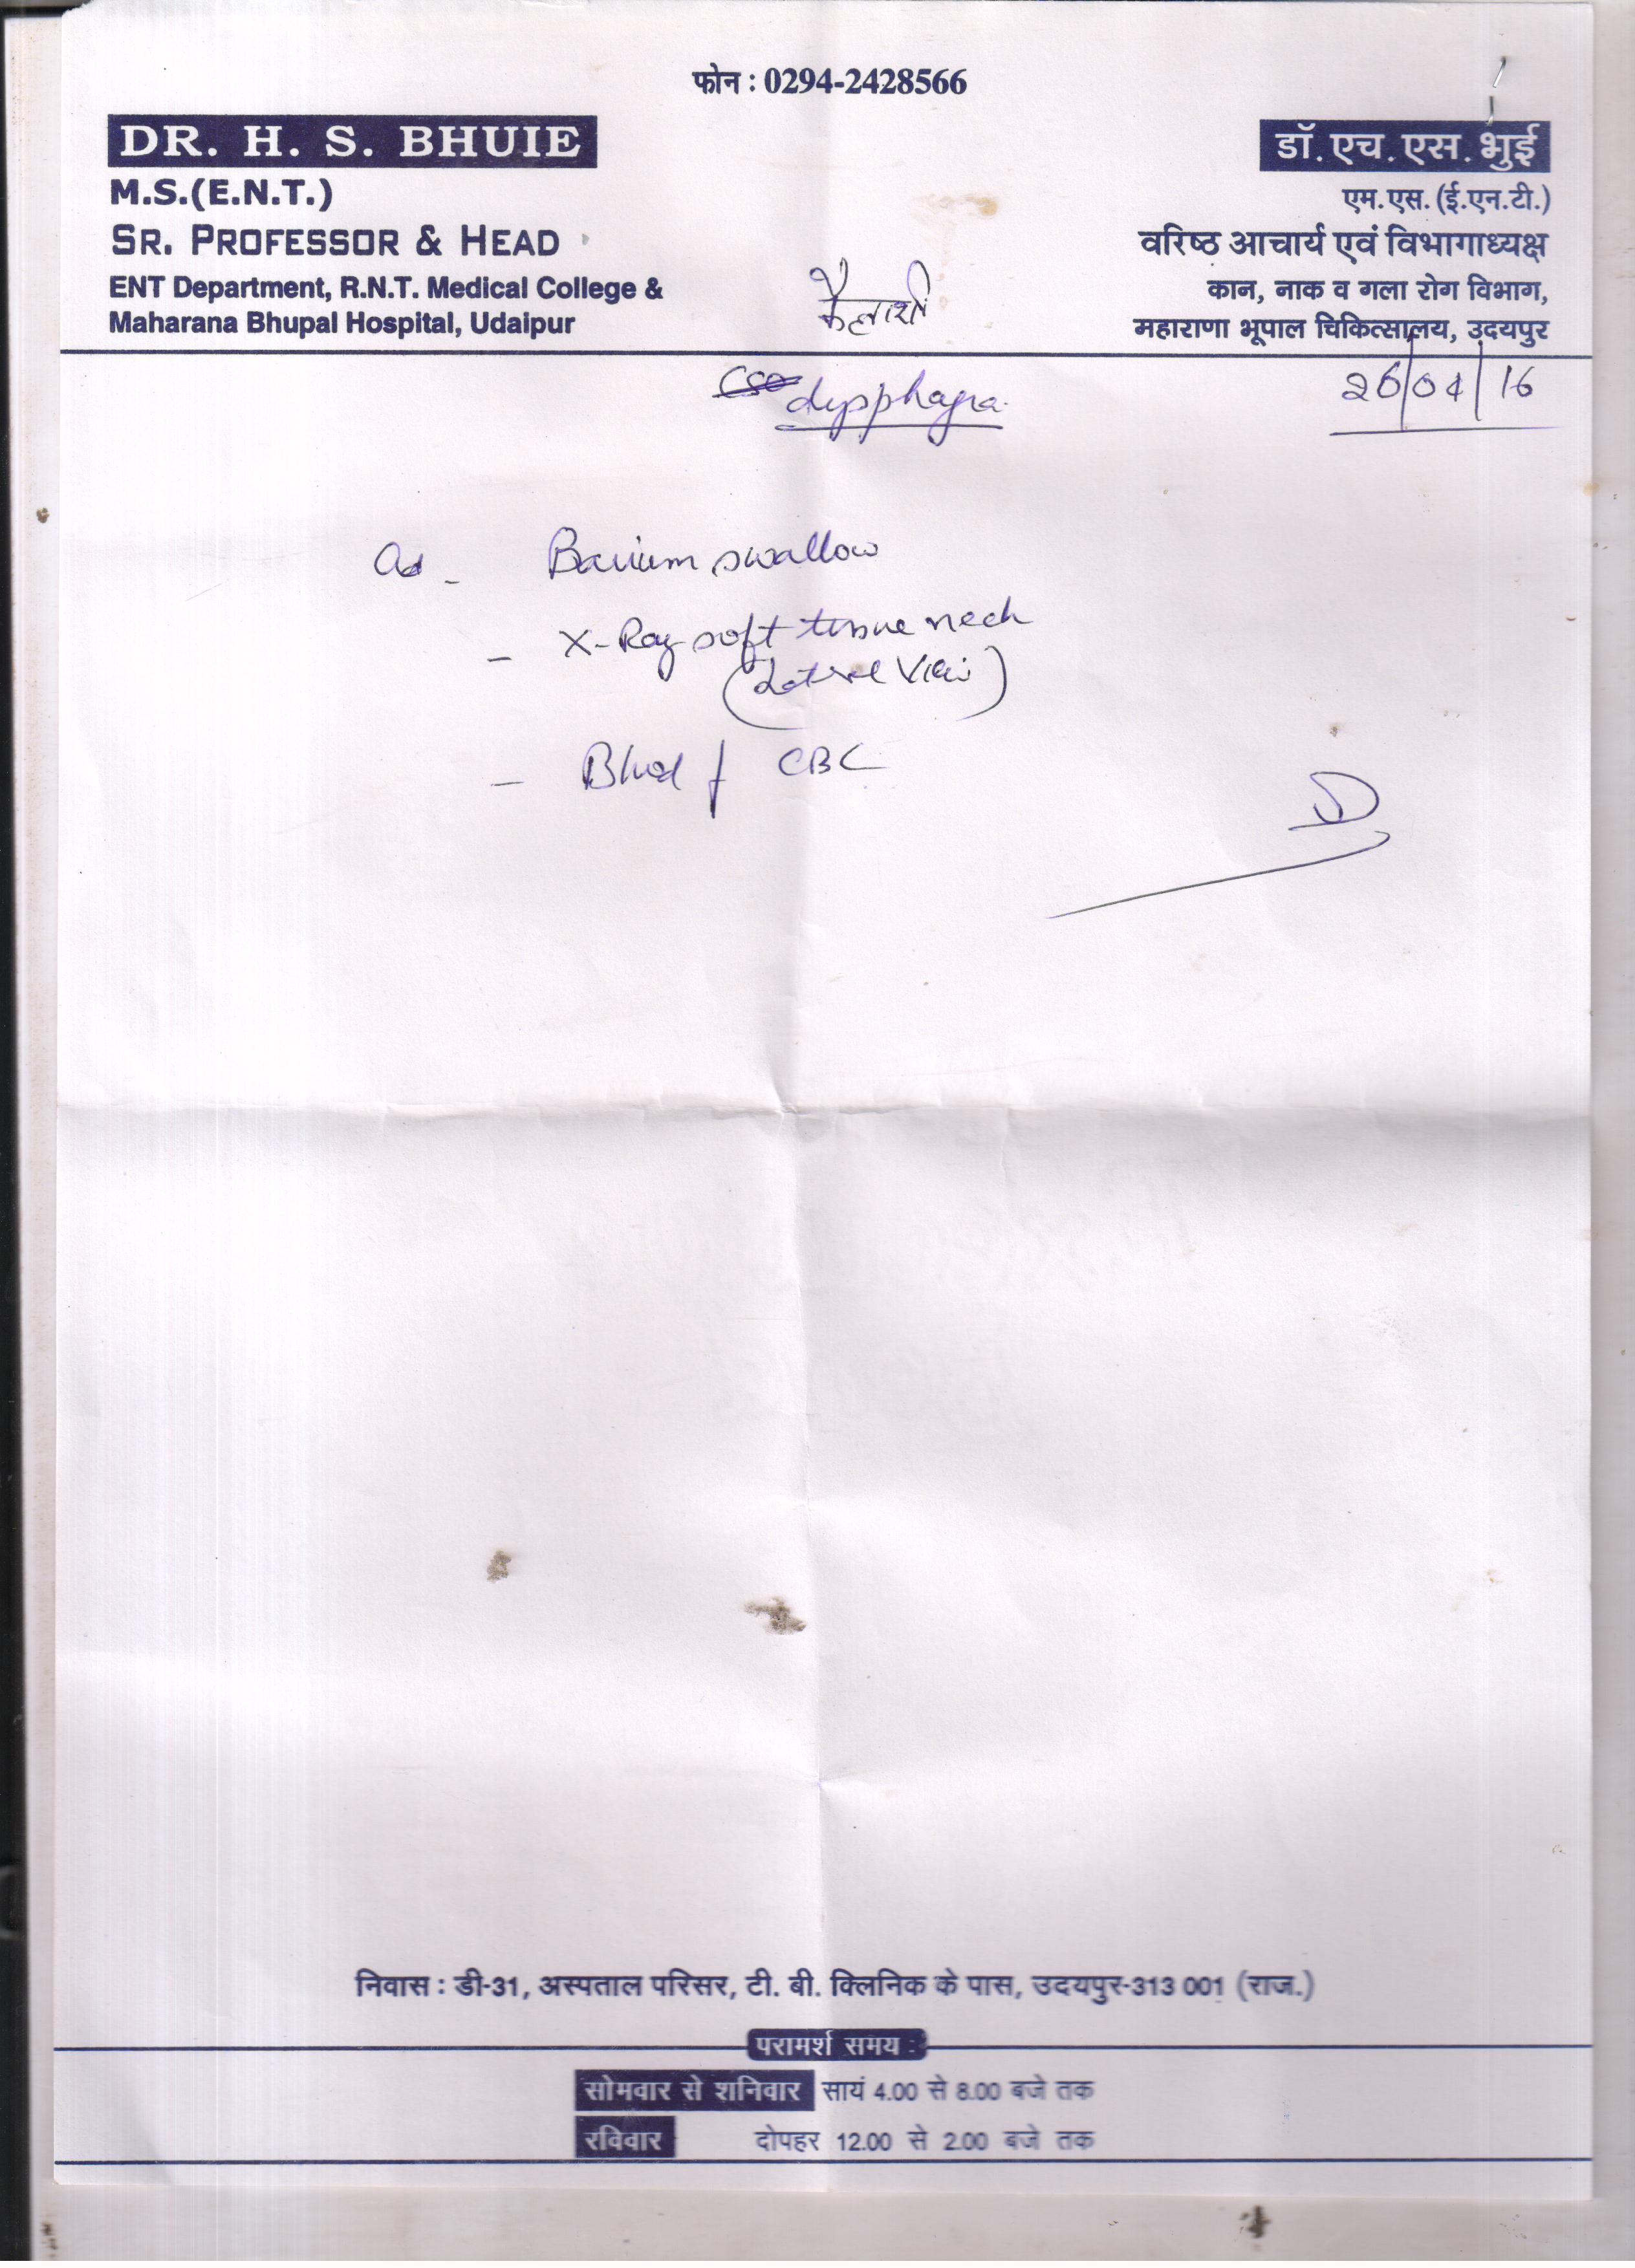 फोन : 0294-2428566
DR. H. S. BHUIE
M.S.(E.N.T.)
SR. PROFESSOR & HEAD
ENT Department, R.N.T. Medical College &
Maharana Bhupal Hospital, Udaipur
डॉ. एच. एस. भुई
एम. एस. (ई.एन.टी.)
वरिष्ठ आचार्य एवं विभागाध्यक्ष
कान, नाक व गला रोग विभाग,
महाराणा भूपाल चिकित्सालय, उदयपुर
कैलाशी
dysphagia
26/04/16
Ad - Barium swallow
- X-Ray soft tissue neck
(Lateral View)
- Blood f CBC
निवास : डी-31, अस्पताल परिसर, टी. बी. क्लिनिक के पास, उदयपुर-313 001 (राज.)
परामर्श समय :
सोमवार से शनिवार सायं 4.00 से 8.00 बजे तक
रविवार दोपहर 12.00 से 2.00 बजे तक